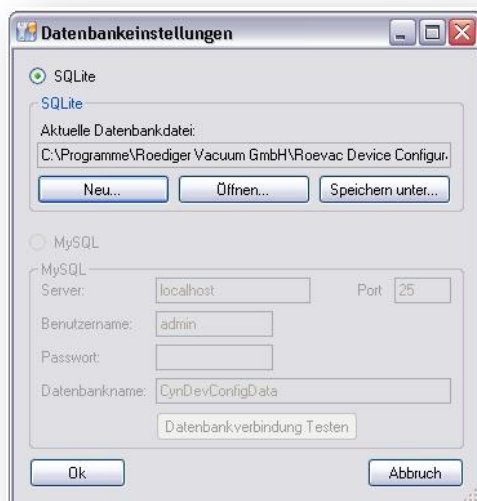 Datenbankeinstellungen
SQLite
SQLite
Aktuelle Datenbankdatei:
C:\Programme\Roediger Vacuum GmbH\Roevac Device Configur
Neu... Öffnen... Speichern unter...
MySQL
MySQL
Server: localhost Port 25
Benutzername: admin
Passwort:
Datenbankname: CynDevConfigData
Datenbankverbindung Testen
Ok Abbruch